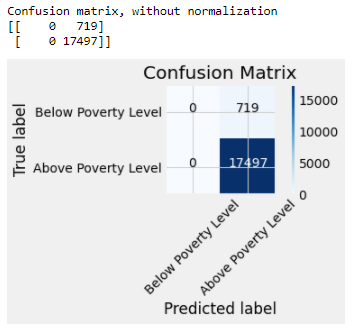 Confusion matrix, without normalization
[[    0   719]
 [    0 17497]]
Confusion Matrix
True label
Below Poverty Level
0
719
Above Poverty Level
0
17497
15000
10000
5000
0
Below Poverty Level
Above Poverty Level
Predicted label